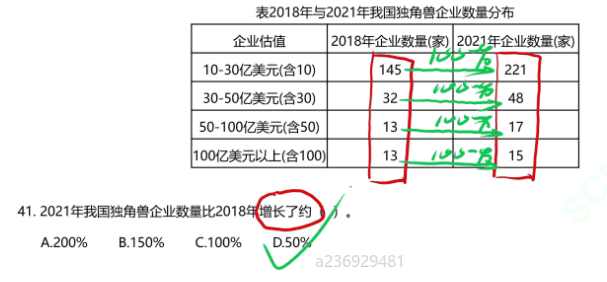 表2018年与2021年我国独角兽企业数量分布
企业估值 2018年企业数量(家) 2021年企业数量(家)
10-30亿美元(含10) 145 221
30-50亿美元(含30) 32 48
50-100亿美元(含50) 13 17
100亿美元以上(含100) 13 15
41. 2021年我国独角兽企业数量比2018年增长了约（ ）。
A.200% B.150% C.100% D.50%
a236929481